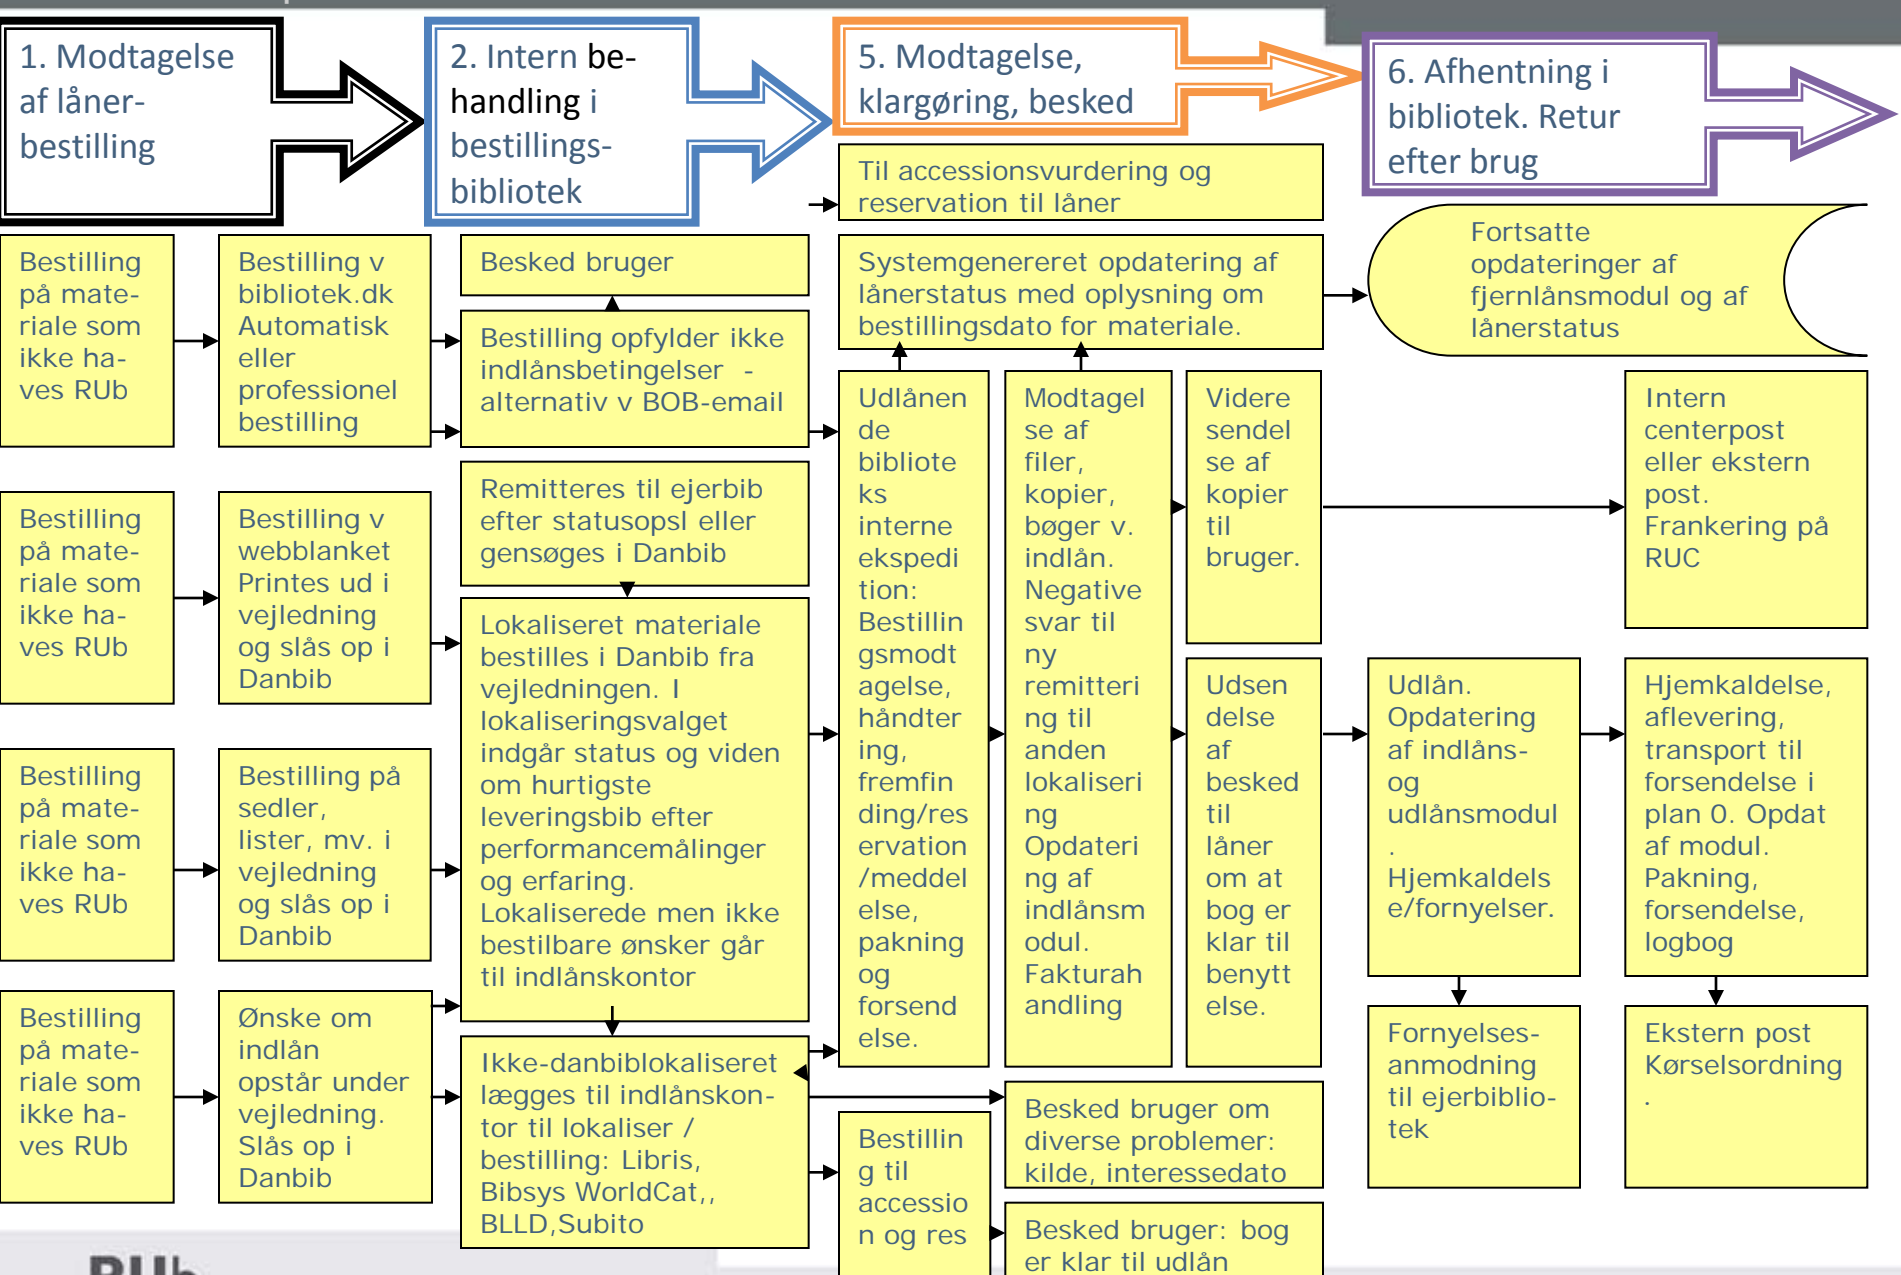 1. Modtagelse
af låner-
bestilling
2. Intern be-
handling i
bestillings-
bibliotek
5. Modtagelse,
klargøring, besked
6. Afhentning i
bibliotek. Retur
efter brug
Til accessionsvurdering og
reservation til låner
Bestilling
på mate-
riale som
ikke ha-
ves RUb
Bestilling v
bibliotek.dk
Automatisk
eller
professionel
bestilling
Besked bruger
Bestilling opfylder ikke
indlånsbetingelser -
alternativ v BOB-email
Systemgenereret opdatering af
lånerstatus med oplysning om
bestillingsdato for materiale.
Fortsatte
opdateringer af
fjernlånsmodul og af
lånerstatus
Bestilling
på mate-
riale som
ikke ha-
ves RUb
Bestilling v
webblanket
Printes ud i
vejledning
og slås op i
Danbib
Remitteres til ejerbib
efter statusopsl eller
gensøges i Danbib
Lokaliseret materiale
bestilles i Danbib fra
vejledningen. I
lokaliseringsvalget
indgår status og viden
om hurtigste
leveringsbib efter
performancemålinger
og erfaring.
Lokaliserede men ikke
bestilbare ønsker går
til indlånskontor
Udlånen
de
bibliote
ks
interne
ekspedi
tion:
Bestillin
gsmodt
agelse,
håndter
ing,
fremfin
ding/res
ervation
/meddel
else,
pakning
og
forsend
else.
Modtagel
se af
filer,
kopier,
bøger v.
indlån.
Negative
svar til
ny
remitteri
ng til
anden
lokaliseri
ng
Opdateri
ng af
indlånsm
odul.
Fakturah
andling
Videre
sendel
se af
kopier
til
bruger.
Intern
centerpost
eller ekstern
post.
Frankering på
RUC
Udsen
delse
af
besked
til
låner
om at
bog er
klar til
benytt
else.
Udlån.
Opdatering
af indlåns-
og
udlånsmodul
.
Hjemkaldels
e/fornyelser.
Hjemkaldelse,
aflevering,
transport til
forsendelse i
plan 0. Opdat
af modul.
Pakning,
forsendelse,
logbog
Bestilling
på mate-
riale som
ikke ha-
ves RUb
Bestilling på
sedler,
lister, mv. i
vejledning
og slås op i
Danbib
Bestilling
på mate-
riale som
ikke ha-
ves RUb
Ønske om
indlån
opstår under
vejledning.
Slås op i
Danbib
Ikke-danbiblokaliseret
lægges til indlånskon-
tor til lokaliser /
bestilling: Libris,
Bibsys WorldCat,,
BLLD,Subito
Bestillin
g til
accessio
n og res
Besked bruger om
diverse problemer:
kilde, interessedato
Besked bruger: bog
er klar til udlån
Fornyelses-
anmodning
til ejerbiblio-
tek
Ekstern post
Kørselsordning
.
RUb